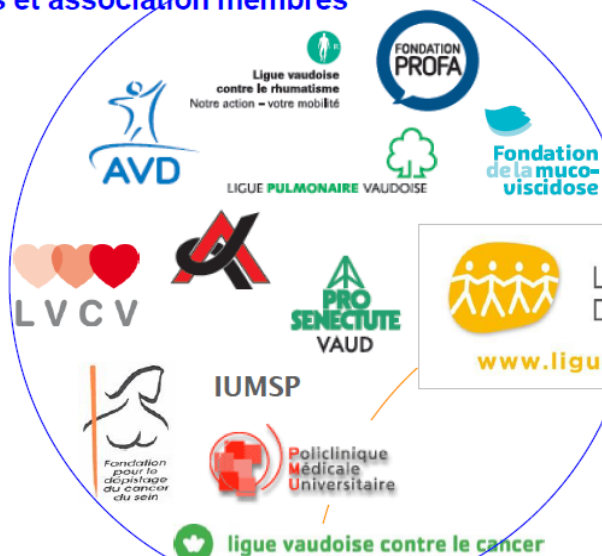 s et association membres
Ligue vaudoise
contre le rhumatisme
Notre action – votre mobilité
FONDATION
PROFA
AVD
LIGUE PULMONAIRE VAUDOISE
Fondation
de la muco-
viscidose
LVCV
PRO
SENECTUTE
VAUD
L
D
www.ligu
IUMSP
Fondation
pour le
dépistage
du cancer
du sein
Policlinique
Médicale
Universitaire
ligue vaudoise contre le cancer